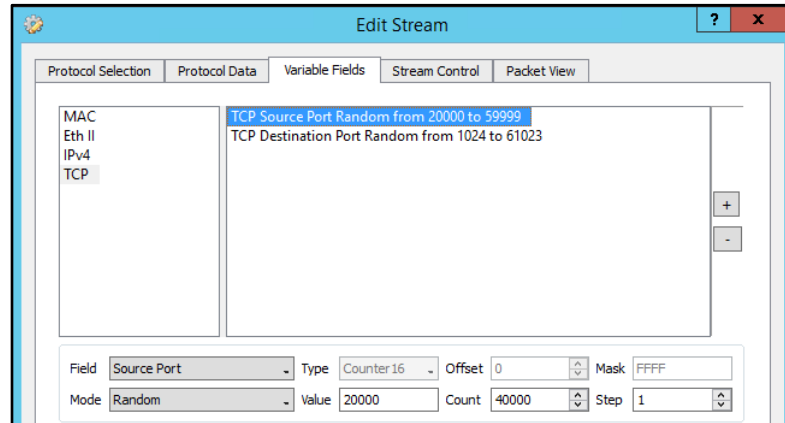 Edit Stream
? x
Protocol Selection Protocol Data Variable Fields Stream Control Packet View
MAC
Eth II
IPv4
TCP
TCP Source Port Random from 20000 to 59999
TCP Destination Port Random from 1024 to 61023
+
-
Field Source Port Type Counter16 Offset 0 Mask FFFF
Mode Random Value 20000 Count 40000 Step 1